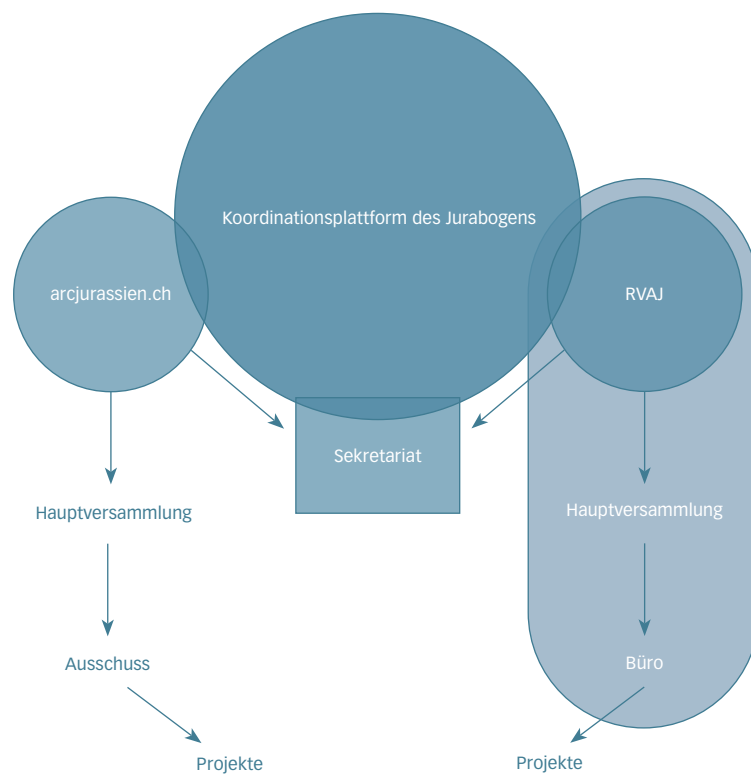 Koordinationsplattform des Jurabogens
arcjurassien.ch
RVAJ
Sekretariat
Hauptversammlung
Hauptversammlung
Ausschuss
Büro
Projekte
Projekte